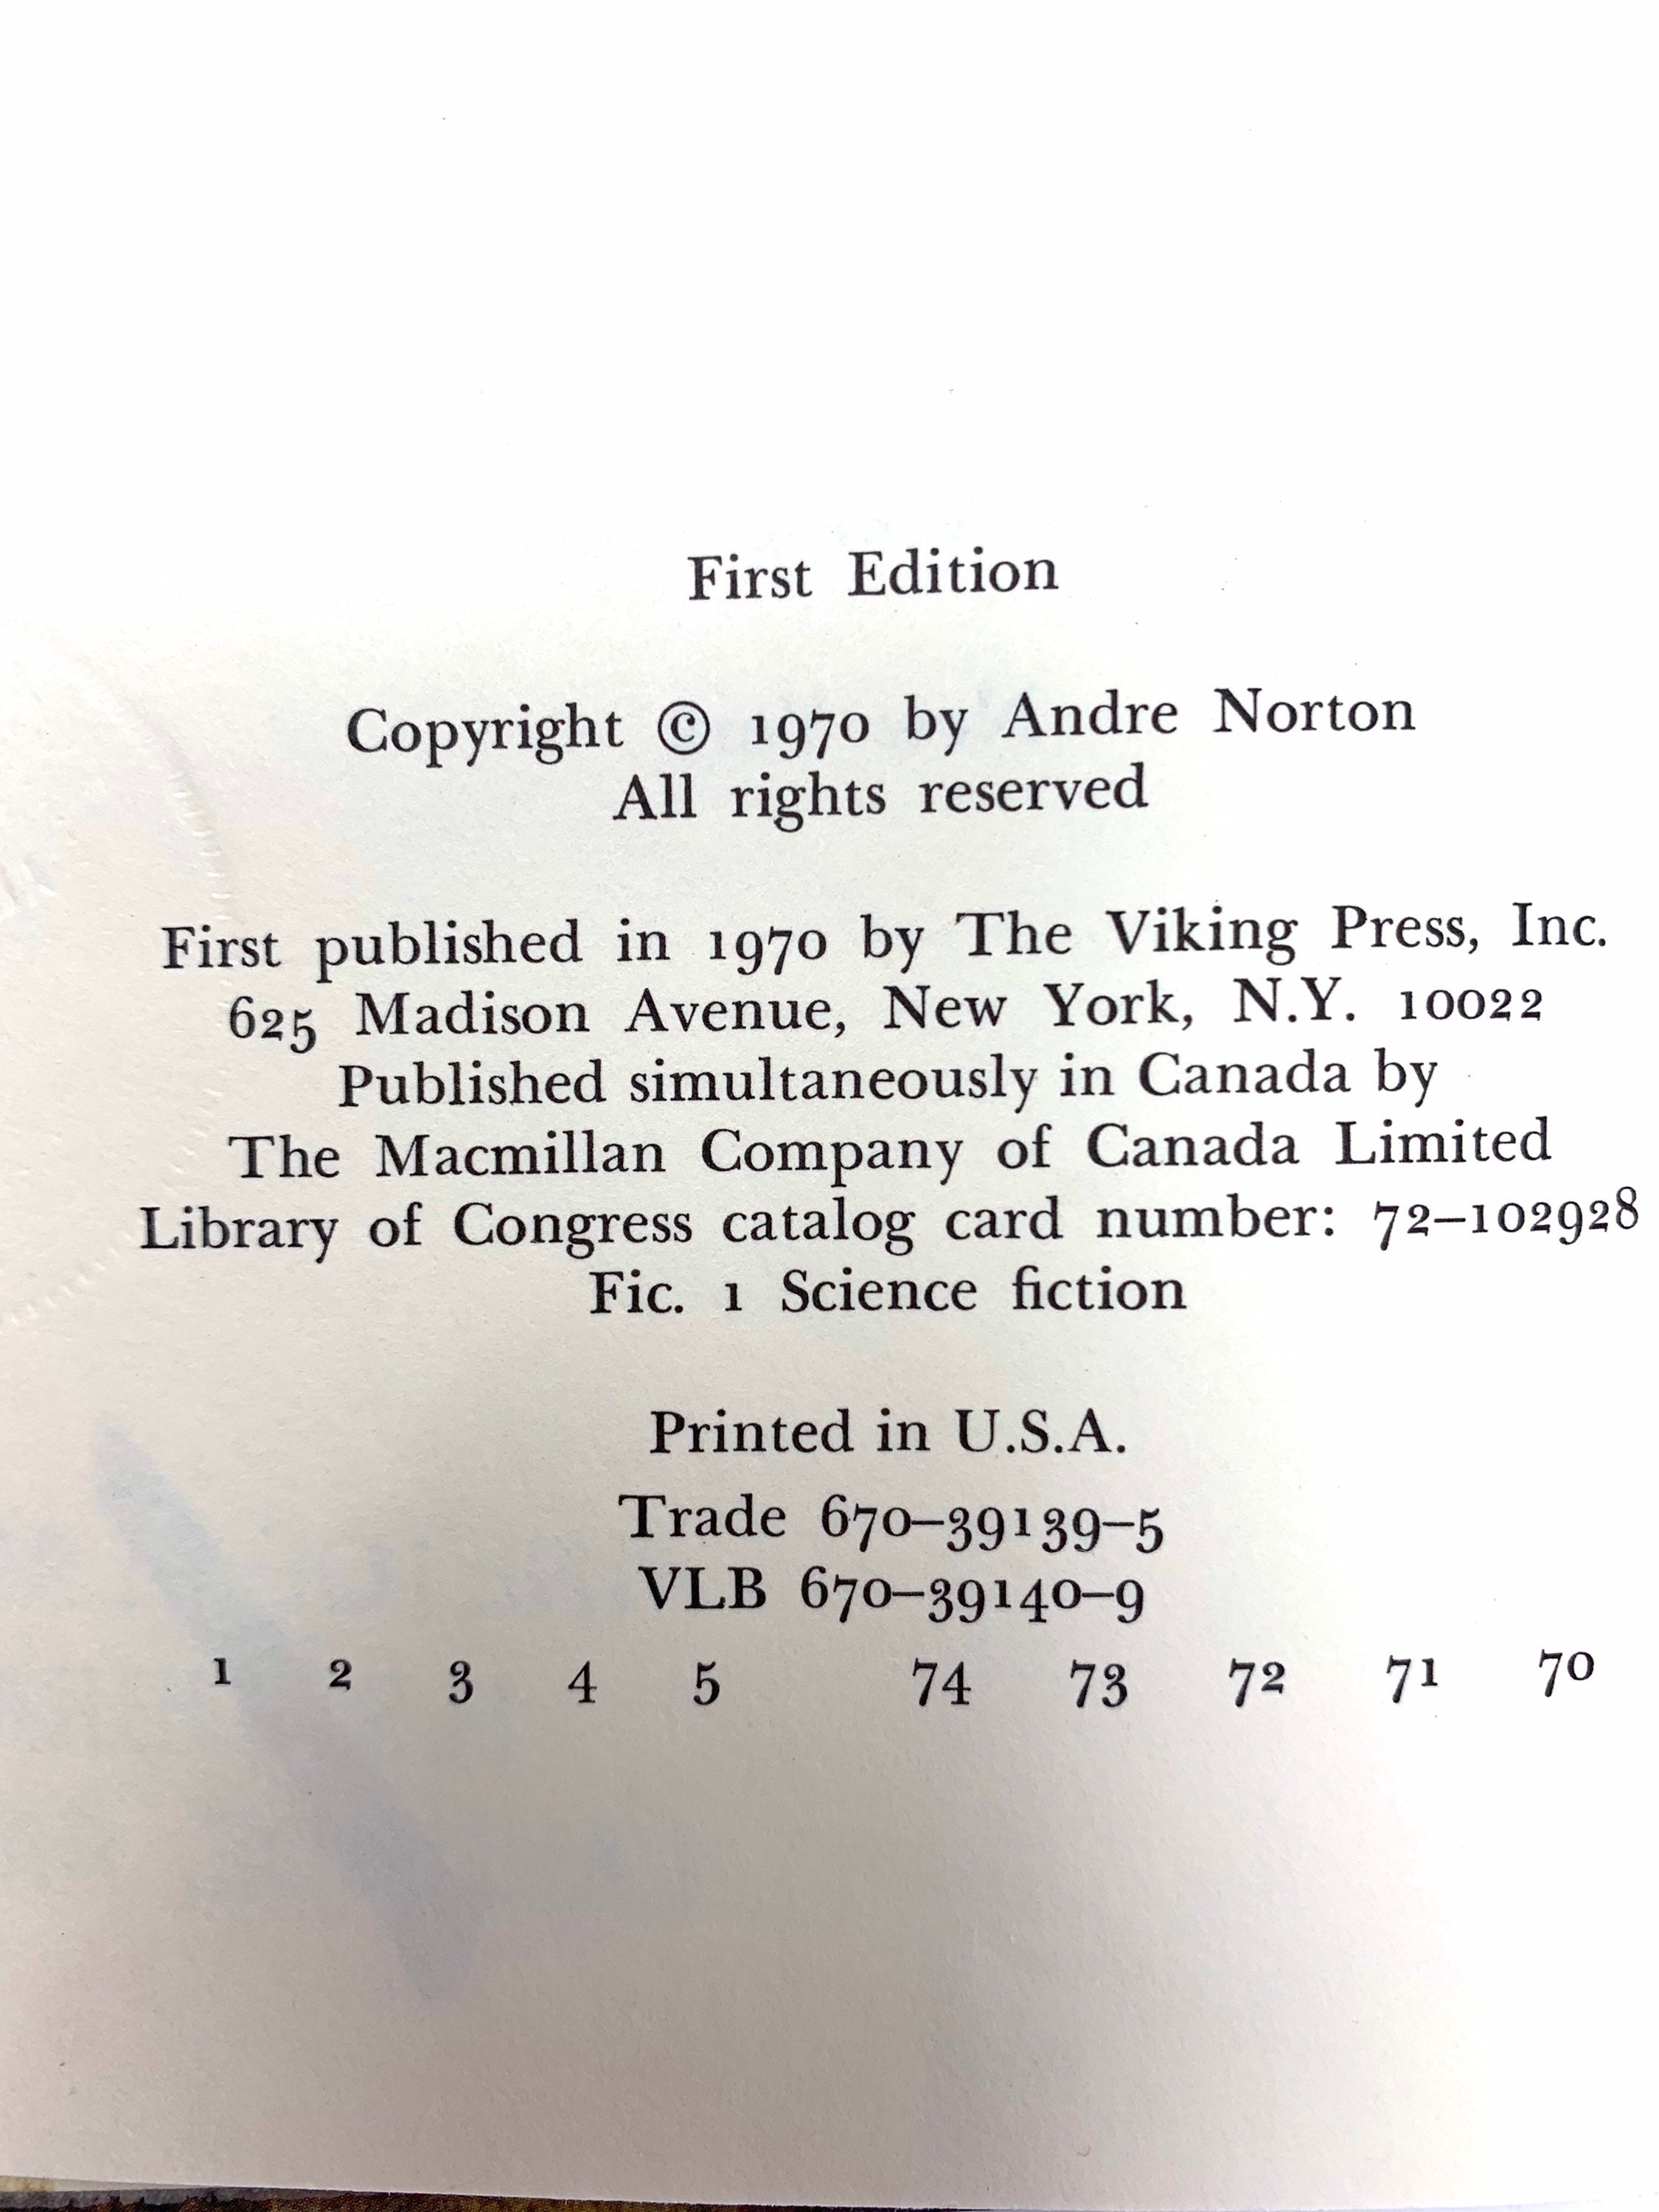 First Edition
Copyright © 1970 by Andre Norton
All rights reserved
First published in 1970 by The Viking Press, Inc.
625 Madison Avenue, New York, N.Y. 10022
Published simultaneously in Canada by
The Macmillan Company of Canada Limited
Library of Congress catalog card number: 72–102928
Fic. 1 Science fiction
Printed in U.S.A.
Trade 670–39139–5
VLB 670–39140–9
1 2 3 4 5 74 73 72 71 70